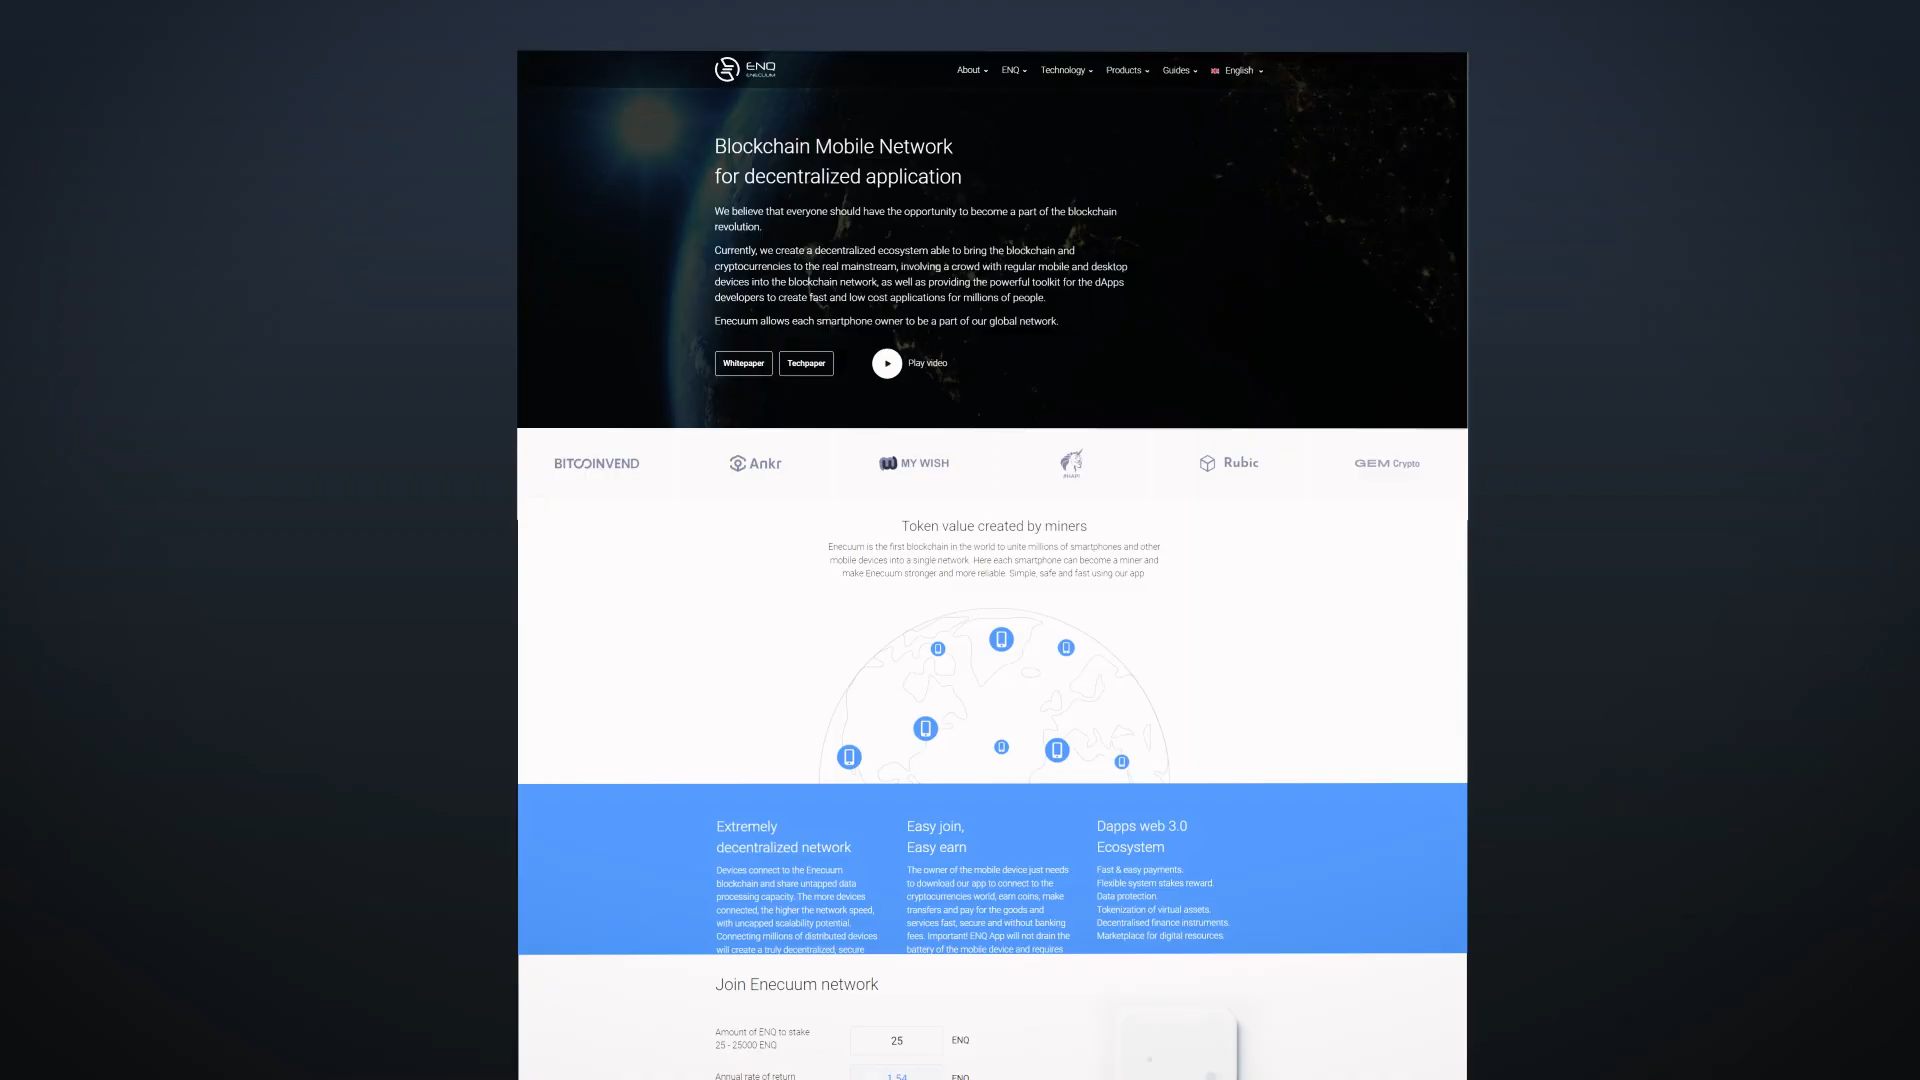 ENQ
ENECUUM
About
ENQ
Technology
Products
Guides
English
Blockchain Mobile Network
for decentralized application
We believe that everyone should have the opportunity to become a part of the blockchain
revolution.
Currently, we create a decentralized ecosystem able to bring the blockchain and
cryptocurrencies to the real mainstream, involving a crowd with regular mobile and desktop
devices into the blockchain network, as well as providing the powerful toolkit for the dApps
developers to create fast and low cost applications for millions of people.
Enecuum allows each smartphone owner to be a part of our global network.
Whitepaper
Techpaper
Play video
BITCOINVEND
Ankr
MY WISH
Rubic
GEM Crypto
Token value created by miners
Enecuum is the first blockchain in the world to unite millions of smartphones and other
mobile devices into a single network. Here each smartphone can become a miner and
make Enecuum stronger and more reliable. Simple, safe and fast using our app
Extremely
decentralized network
Devices connect to the Enecuum
blockchain and share untapped data
processing capacity. The more devices
connected, the higher the network speed,
with uncapped scalability potential.
Connecting millions of distributed devices
will create a truly decentralized, secure
Easy join,
Easy earn
The owner of the mobile device just needs
to download our app to connect to the
cryptocurrencies world, earn coins, make
transfers and pay for the goods and
services fast, secure and without banking
fees. Important! ENQ App will not drain the
battery of the mobile device and requires
Dapps web 3.0
Ecosystem
Fast & easy payments.
Flexible system stakes reward.
Data protection.
Tokenization of virtual assets.
Decentralised finance instruments.
Marketplace for digital resources.
Join Enecuum network
Amount of ENQ to stake
25 - 25000 ENQ
25
ENQ
Annual rate of return
1.54
ENQ